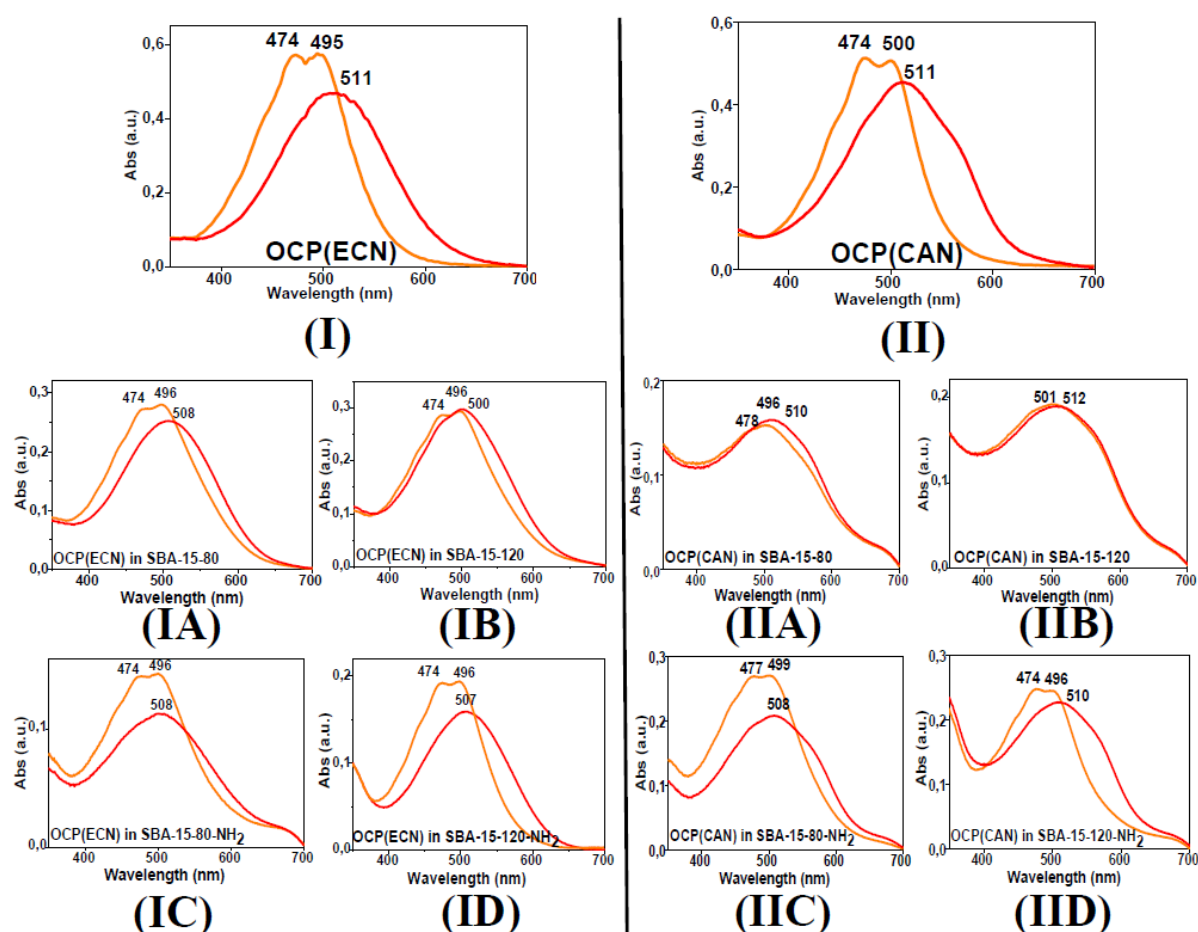 474 495
511
0,6
0,4
0,2
0,0
Abs (a.u.)
OCP(ECN)
400 500 600 700
Wavelength (nm)
(I)
474 500
511
0,6
0,4
0,2
0,0
Abs (a.u.)
OCP(CAN)
400 500 600 700
Wavelength (nm)
(II)
474 496
508
0,3
0,2
0,1
0,0
Abs (a.u.)
OCP(ECN) in SBA-15-80
400 500 600 700
Wavelength (nm)
(IA)
474 496
500
0,3
0,2
0,1
0,0
Abs (a.u.)
OCP(ECN) in SBA-15-120
400 500 600 700
Wavelength (nm)
(IB)
496
478 510
0,2
0,1
0,0
Abs (a.u.)
OCP(CAN) in SBA-15-80
400 500 600 700
Wavelength (nm)
(IIA)
501 512
0,2
0,1
0,0
Abs (a.u.)
OCP(CAN) in SBA-15-120
400 500 600 700
Wavelength (nm)
(IIB)
474 496
508
0,1
0,0
Abs (a.u.)
OCP(ECN) in SBA-15-80-NH2
400 500 600 700
Wavelength (nm)
(IC)
474 496
507
0,2
0,1
0,0
Abs (a.u.)
OCP(ECN) in SBA-15-120-NH2
400 500 600 700
Wavelength (nm)
(ID)
477 499
508
0,3
0,2
0,1
0,0
Abs (a.u.)
OCP(CAN) in SBA-15-80-NH2
400 500 600 700
Wavelength (nm)
(IIC)
474 496
510
0,3
0,2
0,1
0,0
Abs (a.u.)
OCP(CAN) in SBA-15-120-NH2
400 500 600 700
Wavelength (nm)
(IID)